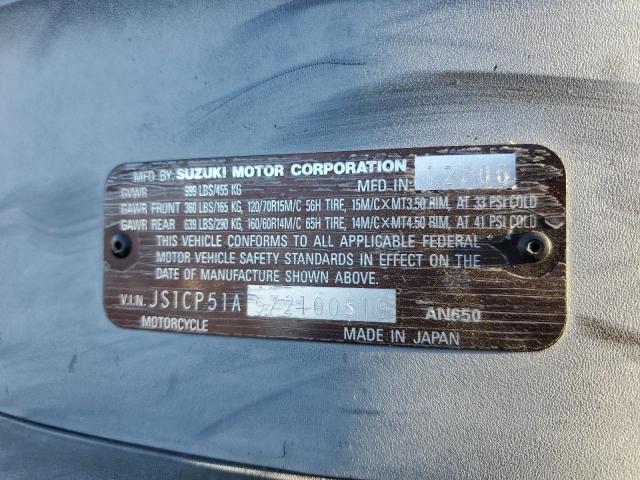 MFD BY: SUZUKI MOTOR CORPORATION
GVWR 999 LBS/455 KG MFD IN: 12/06
GAWR FRONT 360 LBS/165 KG, 120/70R15M/C 56H TIRE, 15M/C×MT3.50 RIM, AT 33 PSI COLD
GAWR REAR 639 LBS/290 KG, 160/60R14M/C 65H TIRE, 14M/C×MT4.50 RIM, AT 41 PSI COLD
THIS VEHICLE CONFORMS TO ALL APPLICABLE FEDERAL
MOTOR VEHICLE SAFETY STANDARDS IN EFFECT ON THE
DATE OF MANUFACTURE SHOWN ABOVE.
V.I.N. JS1CP51A572100519 AN650
MOTORCYCLE MADE IN JAPAN